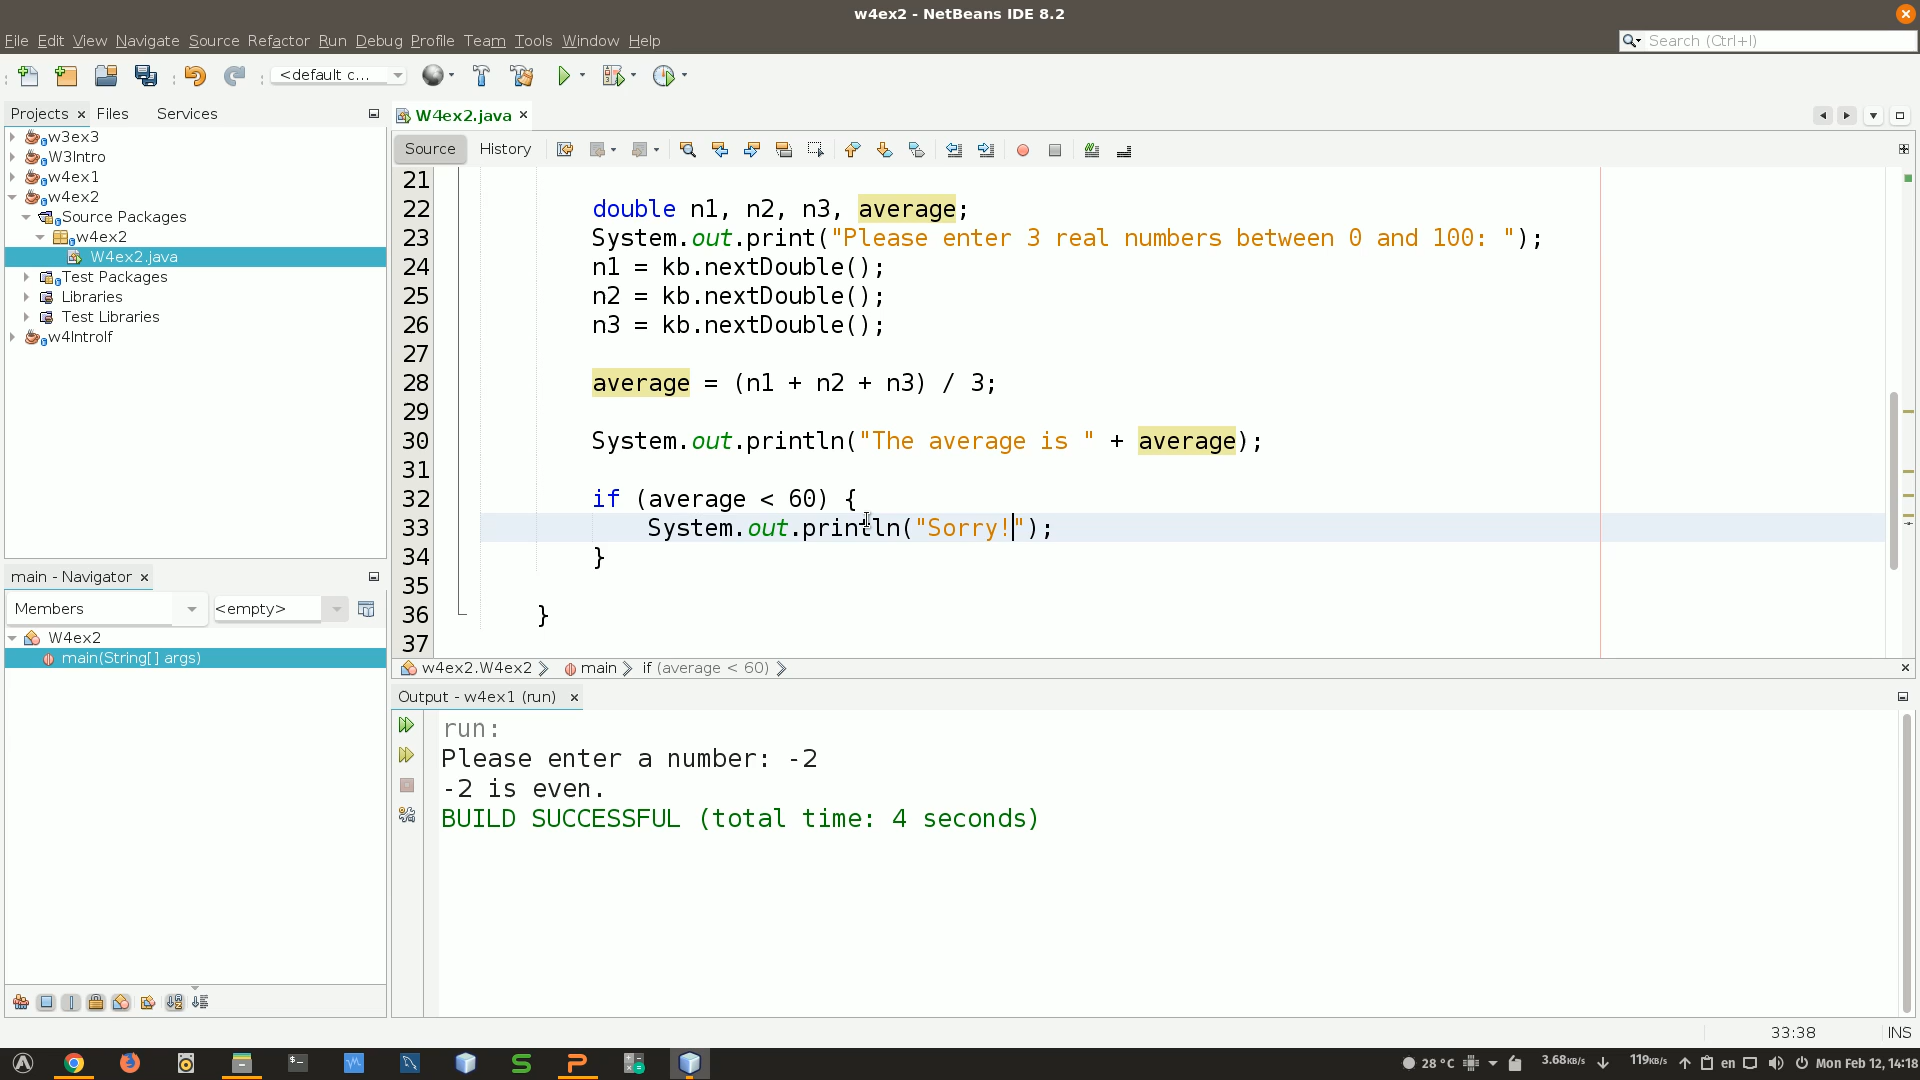 w4ex2 - NetBeans IDE 8.2
File Edit View Navigate Source Refactor Run Debug Profile Team Tools Window Help
Search (Ctrl+I)
<default c...
Projects Files Services
w3ex3
W3Intro
w4ex1
w4ex2
Source Packages
w4ex2
W4ex2.java
Test Packages
Libraries
Test Libraries
w4IntroIf
W4ex2.java
Source History
21
22 double n1, n2, n3, average;
23 System.out.print("Please enter 3 real numbers between 0 and 100: ");
24 n1 = kb.nextDouble();
25 n2 = kb.nextDouble();
26 n3 = kb.nextDouble();
27
28 average = (n1 + n2 + n3) / 3;
29
30 System.out.println("The average is " + average);
31
32 if (average < 60) {
33 System.out.println("Sorry!");
34 }
35
36 }
37
w4ex2.W4ex2 main if (average < 60)
main - Navigator
Members <empty>
W4ex2
main(String[] args)
Output - w4ex1 (run)
run:
Please enter a number: -2
-2 is even.
BUILD SUCCESSFUL (total time: 4 seconds)
33:38 INS
28 °C 3.68KB/s 119KB/s en Mon Feb 12, 14:18